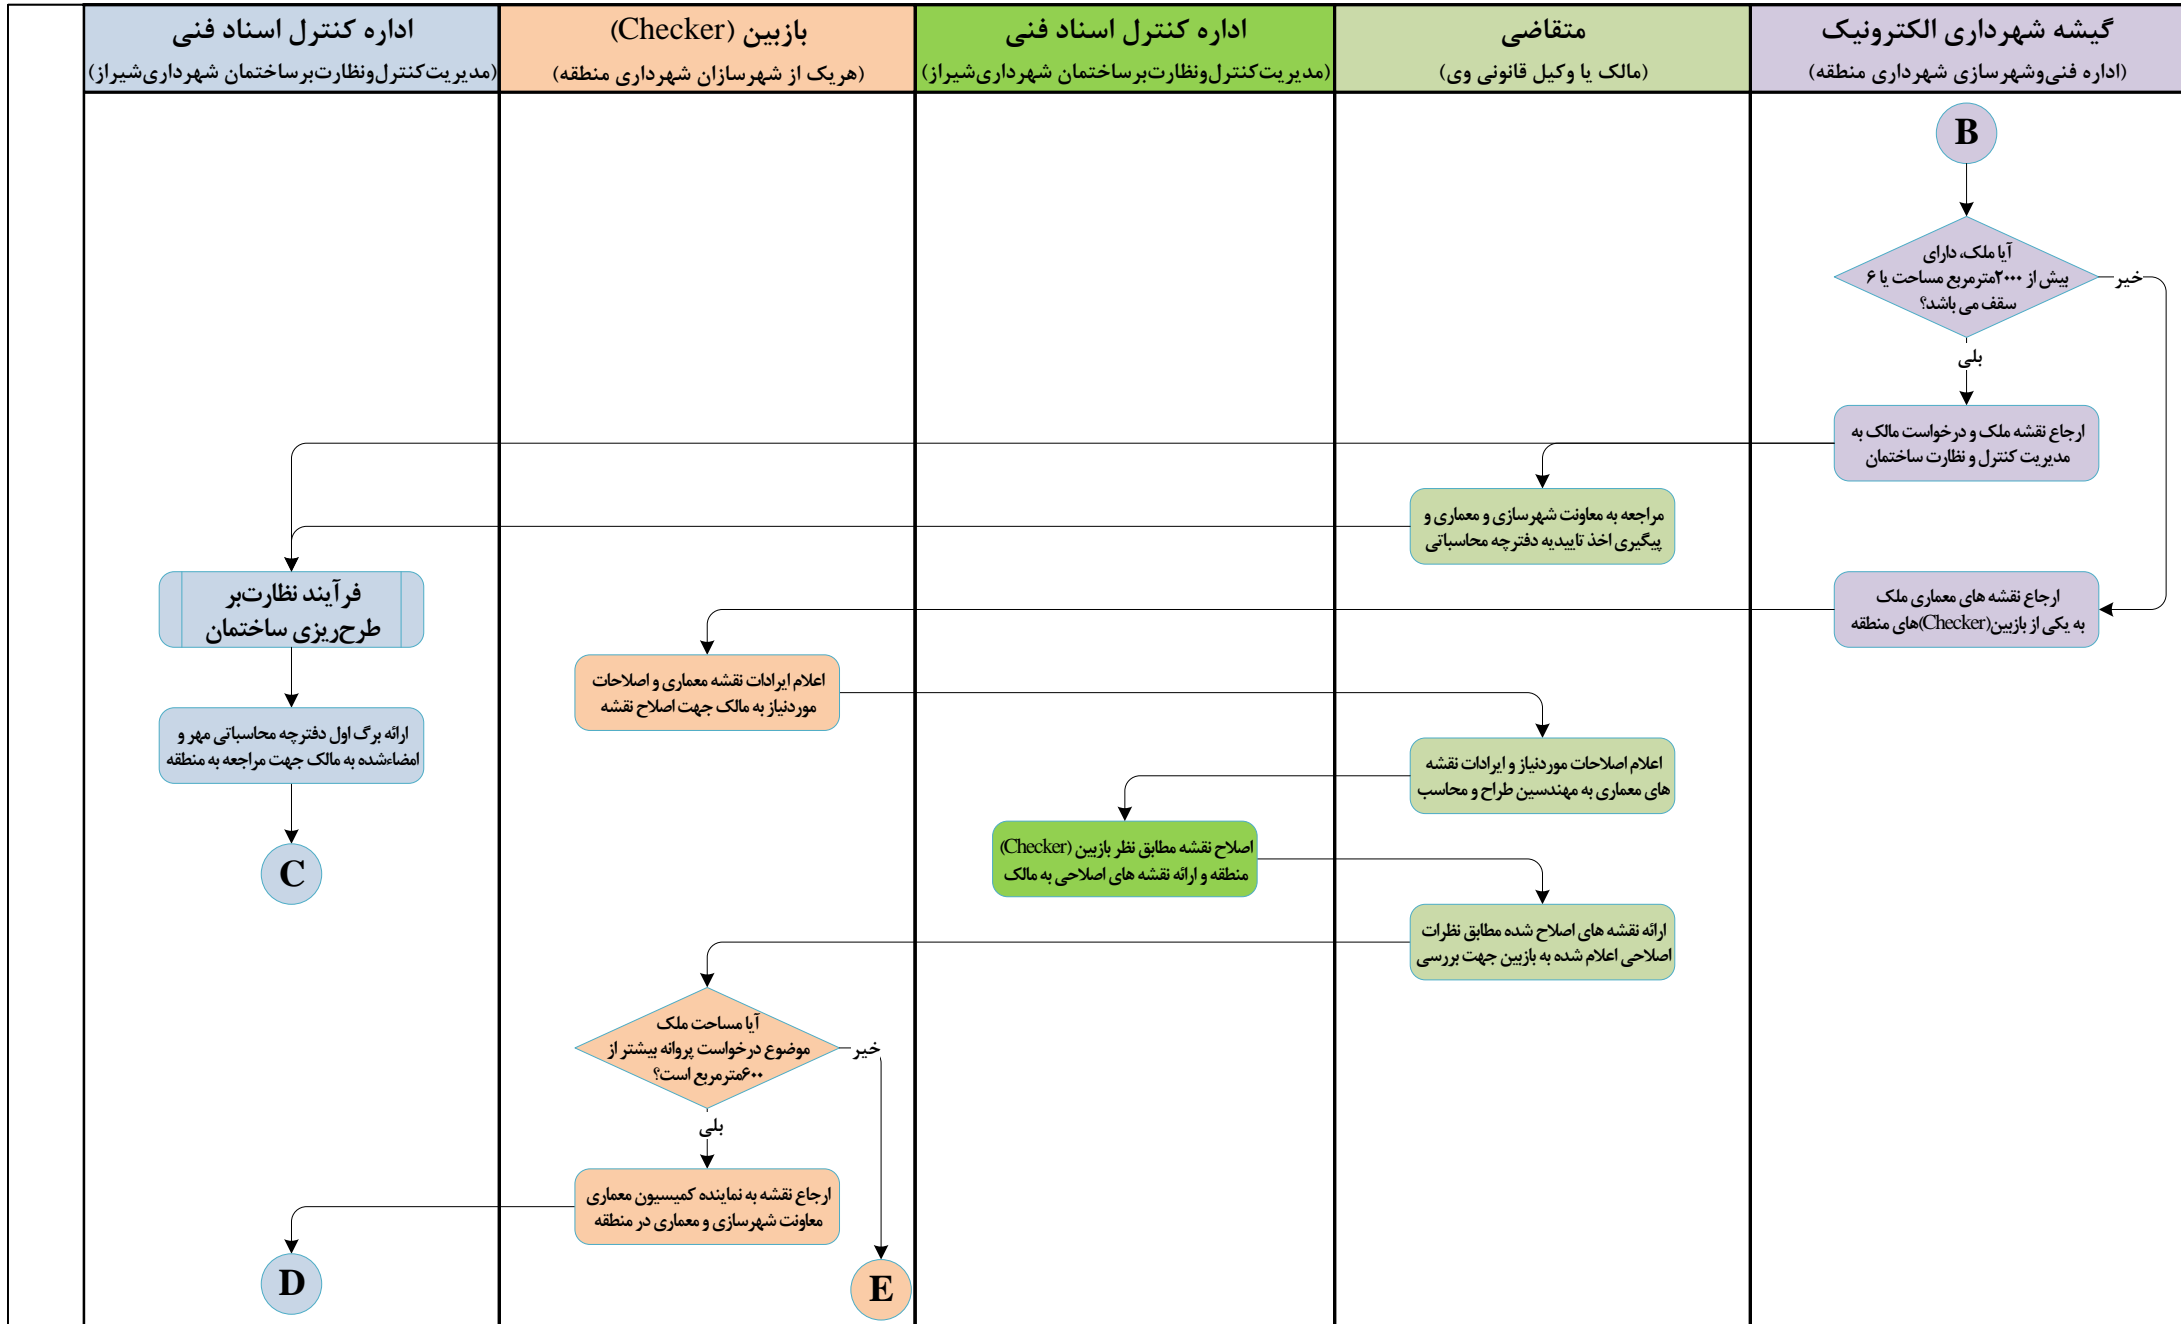 گیشه شهرداری الکترونیک
(اداره فنی‌وشهرسازی شهرداری منطقه)
متقاضی
(مالک یا وکیل قانونی وی)
اداره کنترل اسناد فنی
(مدیریت‌کنترل‌ونظارت‌برساختمان شهرداری‌شیراز)
بازبین (Checker)
(هریک از شهرسازان شهرداری منطقه)
اداره کنترل اسناد فنی
(مدیریت‌کنترل‌ونظارت‌برساختمان شهرداری‌شیراز)
B
آیا ملک، دارای
بیش از ۲۰۰۰مترمربع مساحت یا ۶
سقف می باشد؟
خیر
بلی
ارجاع نقشه ملک و درخواست مالک به
مدیریت کنترل و نظارت ساختمان
مراجعه به معاونت شهرسازی و معماری و
پیگیری اخذ تاییدیه دفترچه محاسباتی
فرآیند نظارت‌بر
طرح‌ریزی ساختمان
ارجاع نقشه های معماری ملک
به یکی از بازبین(Checker)های منطقه
اعلام ایرادات نقشه معماری و اصلاحات
موردنیاز به مالک جهت اصلاح نقشه
ارائه برگ اول دفترچه محاسباتی مهر و
امضاءشده به مالک جهت مراجعه به منطقه
اعلام اصلاحات موردنیاز و ایرادات نقشه
های معماری به مهندسین طراح و محاسب
C
اصلاح نقشه مطابق نظر بازبین (Checker)
منطقه و ارائه نقشه های اصلاحی به مالک
ارائه نقشه های اصلاح شده مطابق نظرات
اصلاحی اعلام شده به بازبین جهت بررسی
آیا مساحت ملک
موضوع درخواست پروانه بیشتر از
۶۰۰مترمربع است؟
خیر
بلی
ارجاع نقشه به نماینده کمیسیون معماری
معاونت شهرسازی و معماری در منطقه
E
D